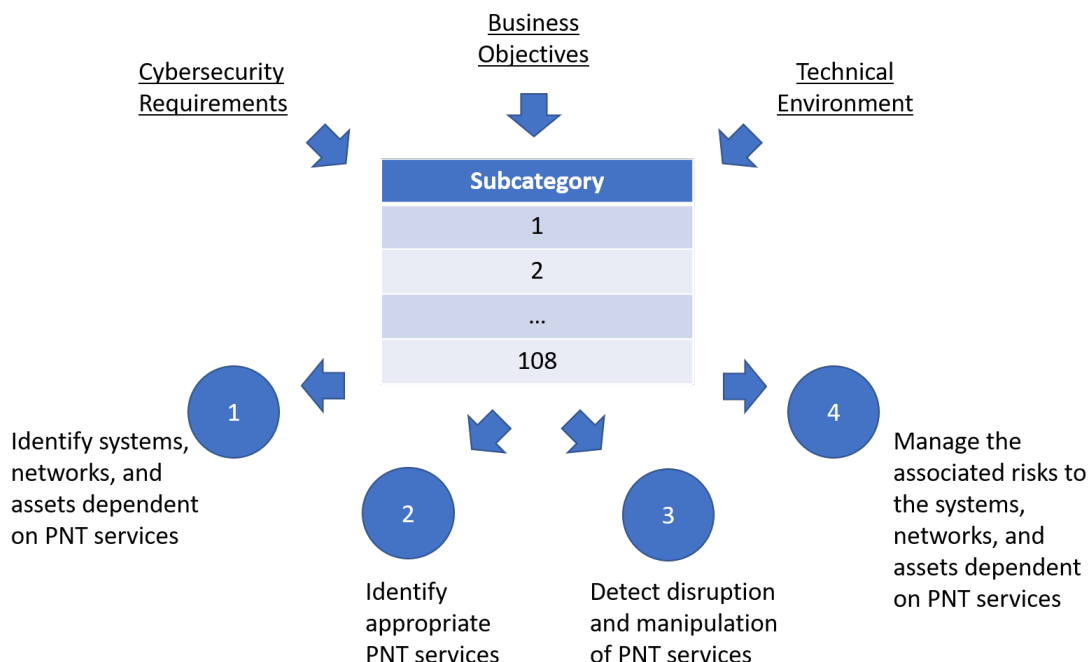 Business
Objectives
Cybersecurity
Requirements
Technical
Environment
Subcategory
1
2
...
108
1
Identify systems,
networks, and
assets dependent
on PNT services
2
Identify
appropriate
PNT services
3
Detect disruption
and manipulation
of PNT services
4
Manage the
associated risks to
the systems,
networks, and
assets dependent
on PNT services